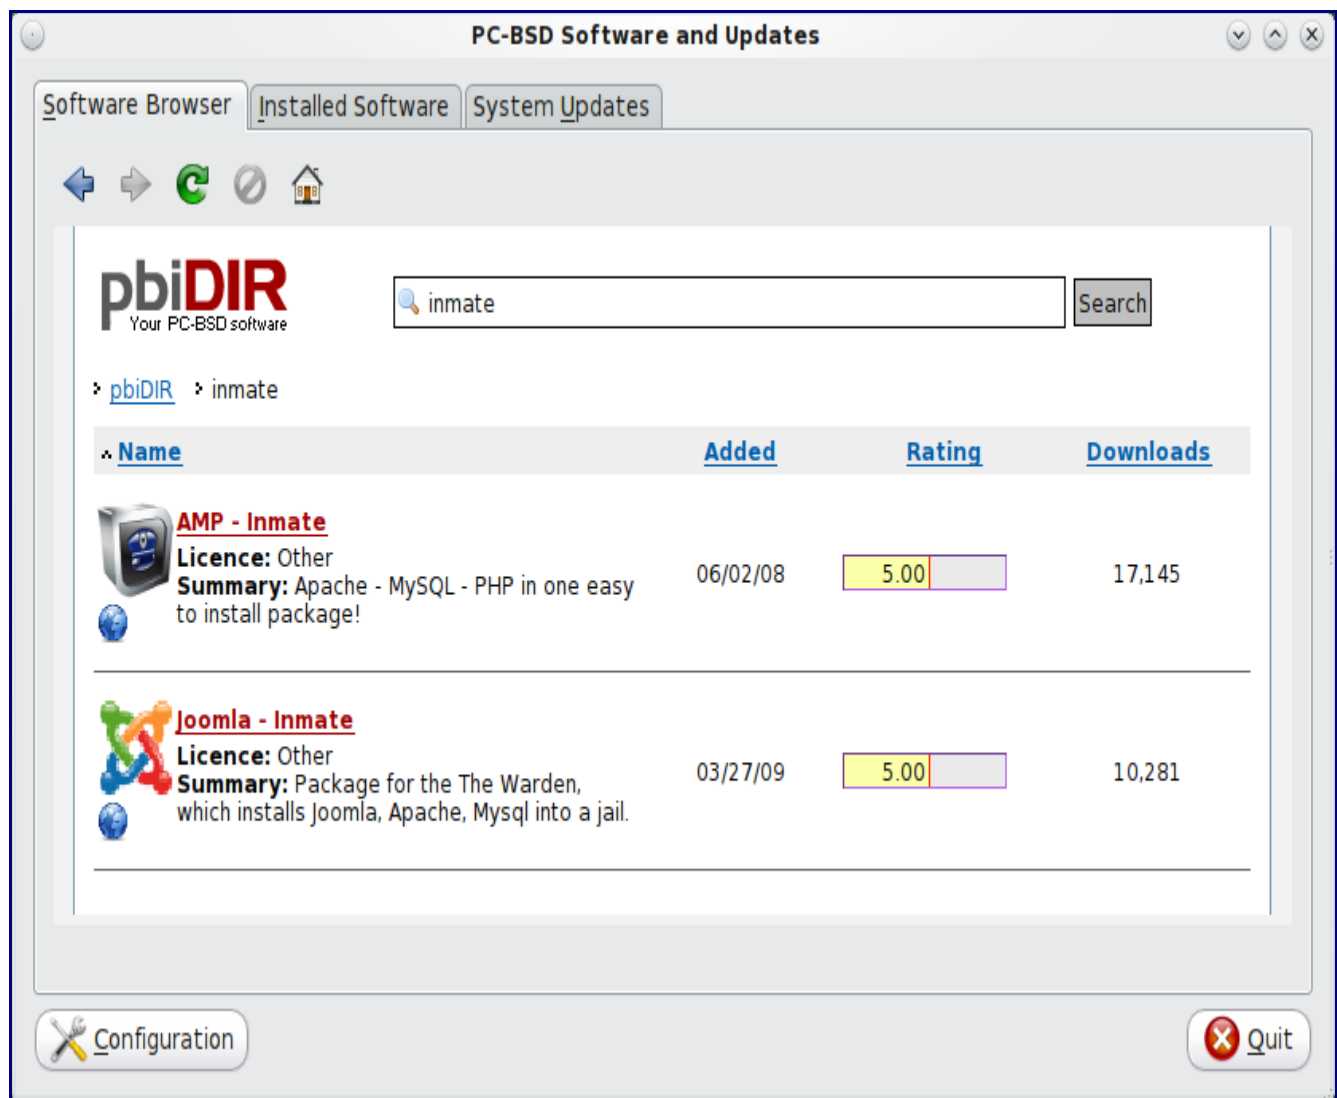 PC-BSD Software and Updates
Software Browser Installed Software System Updates
pbiDIR
Your PC-BSD software
inmate Search
pbiDIR inmate
Name Added Rating Downloads
AMP - Inmate
Licence: Other
Summary: Apache - MySQL - PHP in one easy
to install package!
06/02/08 5.00 17,145
Joomla - Inmate
Licence: Other
Summary: Package for the The Warden,
which installs Joomla, Apache, Mysql into a jail.
03/27/09 5.00 10,281
Configuration Quit